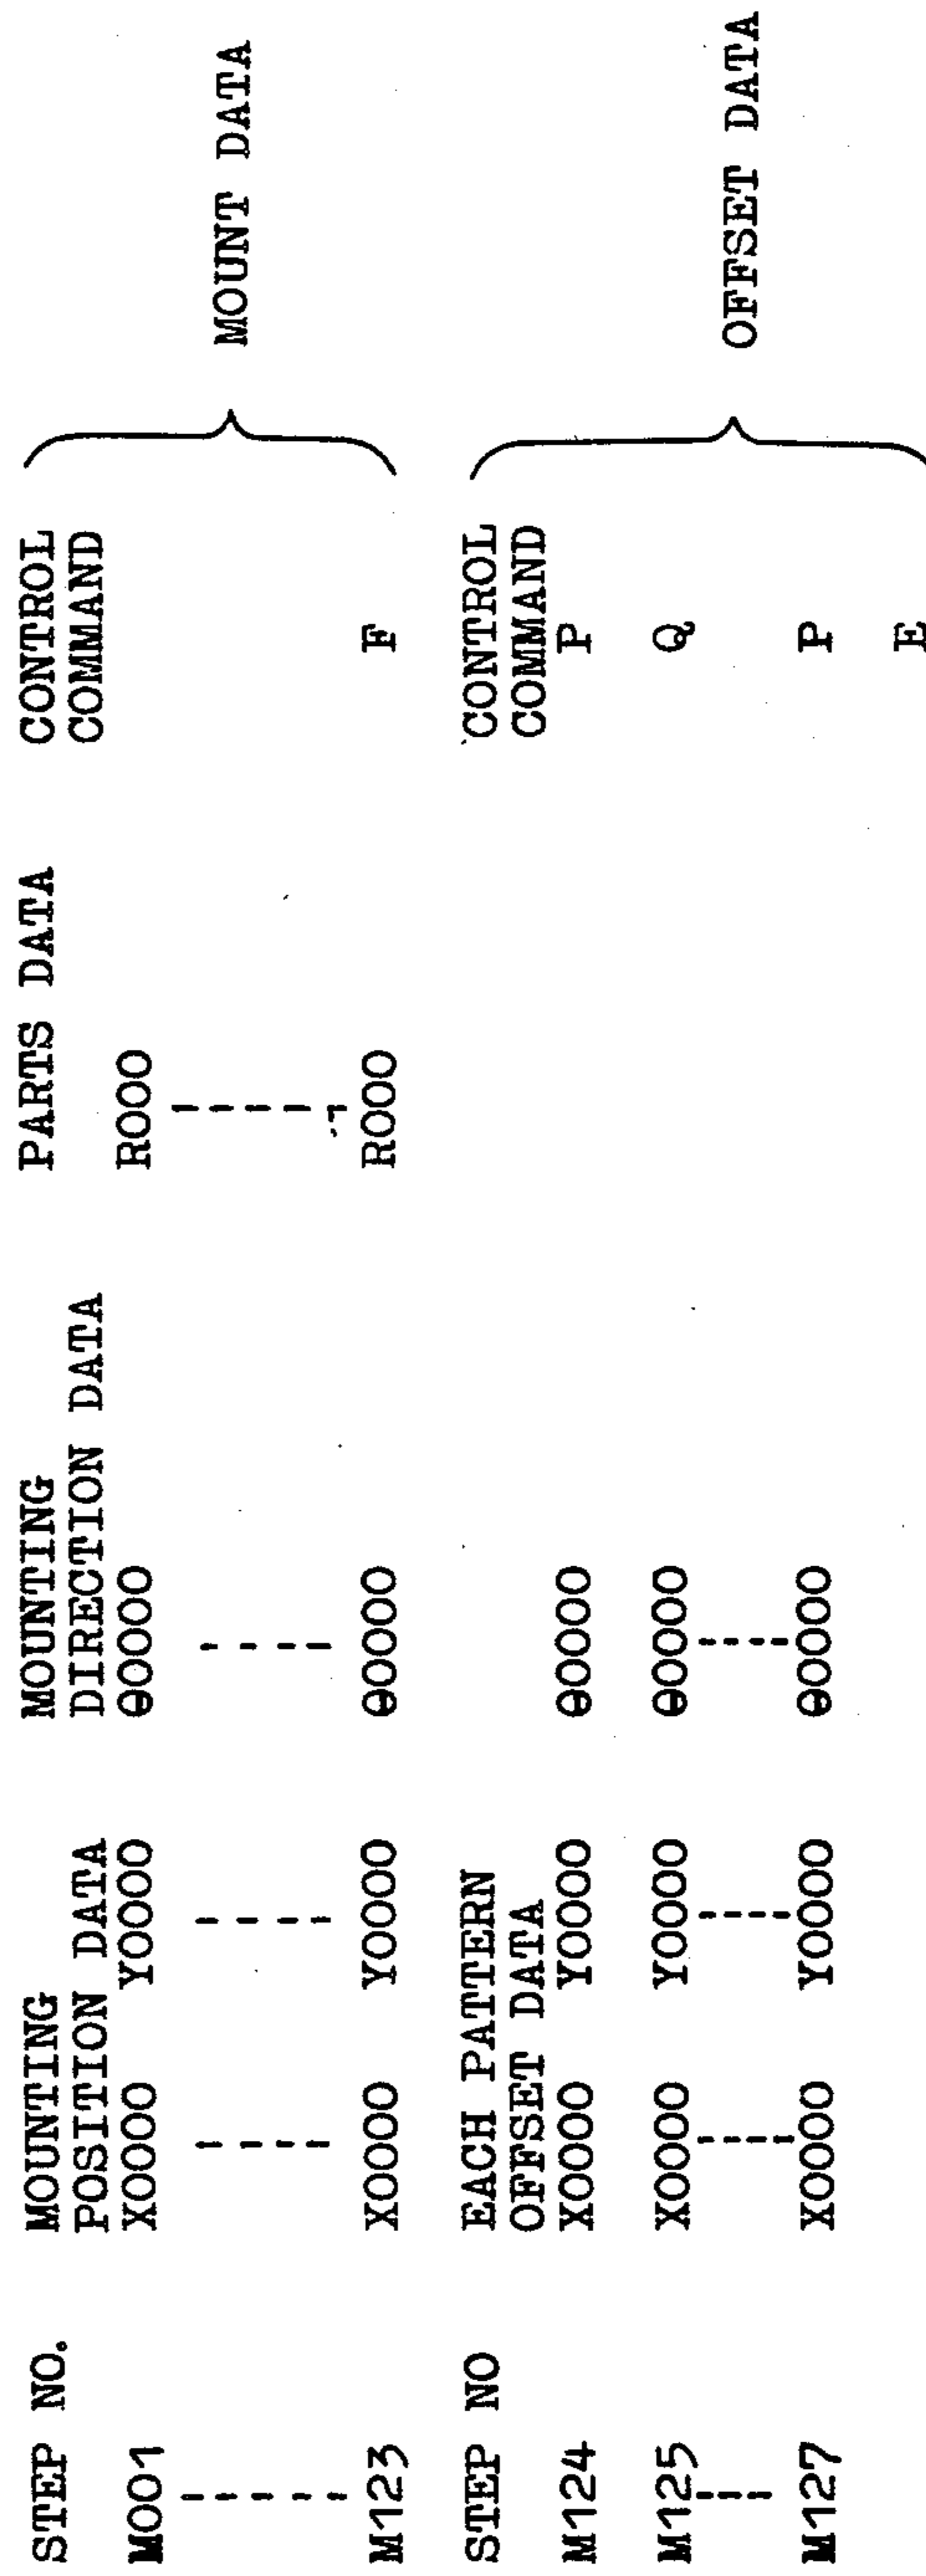 STEP NO. MOUNTING MOUNTING PARTS DATA CONTROL
POSITION DATA DIRECTION DATA COMMAND
M001 X0000 Y0000 θ0000 R000
MOUNT DATA
M123 X0000 Y0000 θ0000 R000 F
STEP NO EACH PATTERN CONTROL
OFFSET DATA COMMAND
M124 X0000 Y0000 θ0000 P
M125 X0000 Y0000 θ0000 Q
OFFSET DATA
M127 X0000 Y0000 θ0000 P
E